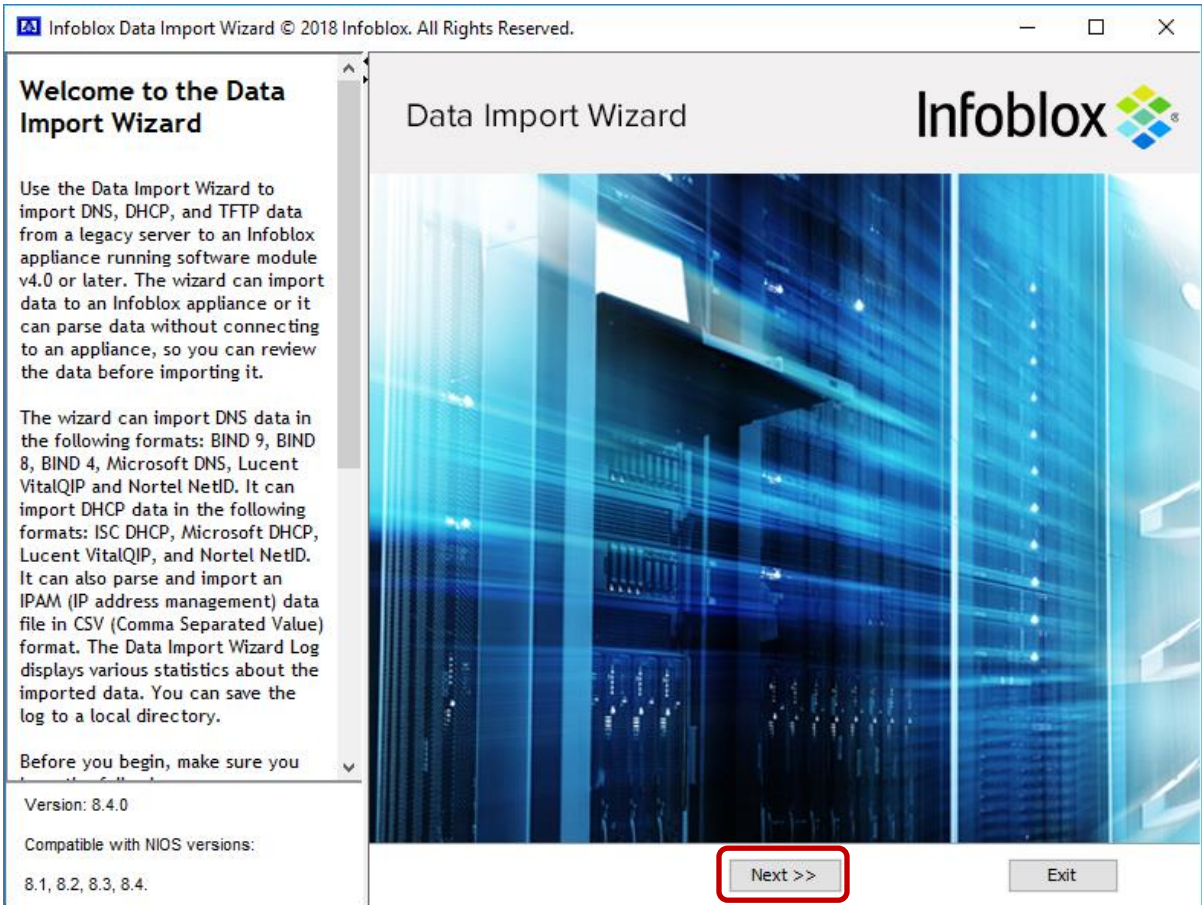 Infoblox Data Import Wizard © 2018 Infoblox. All Rights Reserved.
Welcome to the Data
Import Wizard
Use the Data Import Wizard to
import DNS, DHCP, and TFTP data
from a legacy server to an Infoblox
appliance running software module
v4.0 or later. The wizard can import
data to an Infoblox appliance or it
can parse data without connecting
to an appliance, so you can review
the data before importing it.
The wizard can import DNS data in
the following formats: BIND 9, BIND
8, BIND 4, Microsoft DNS, Lucent
VitalQIP and Nortel NetID. It can
import DHCP data in the following
formats: ISC DHCP, Microsoft DHCP,
Lucent VitalQIP, and Nortel NetID.
It can also parse and import an
IPAM (IP address management) data
file in CSV (Comma Separated Value)
format. The Data Import Wizard Log
displays various statistics about the
imported data. You can save the
log to a local directory.
Before you begin, make sure you
Version: 8.4.0
Compatible with NIOS versions:
8.1, 8.2, 8.3, 8.4.
Data Import Wizard
Infoblox ®
Next >>
Exit